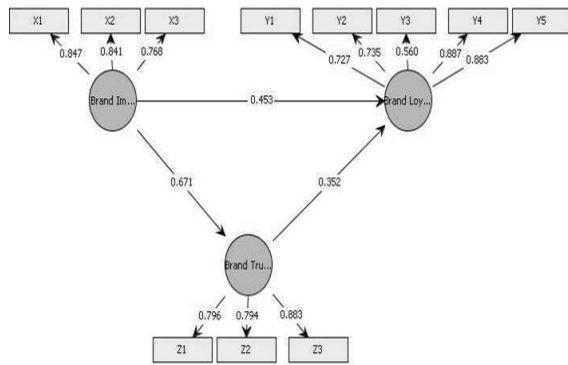 X1 X2 X3 Y1 Y2 Y3 Y4 Y5
0.847 0.841 0.768 0.727 0.735 0.560 0.887 0.883
Brand Im... 0.453 Brand Loy...
0.671 0.352
Brand Tru...
0.796 0.794 0.883
Z1 Z2 Z3